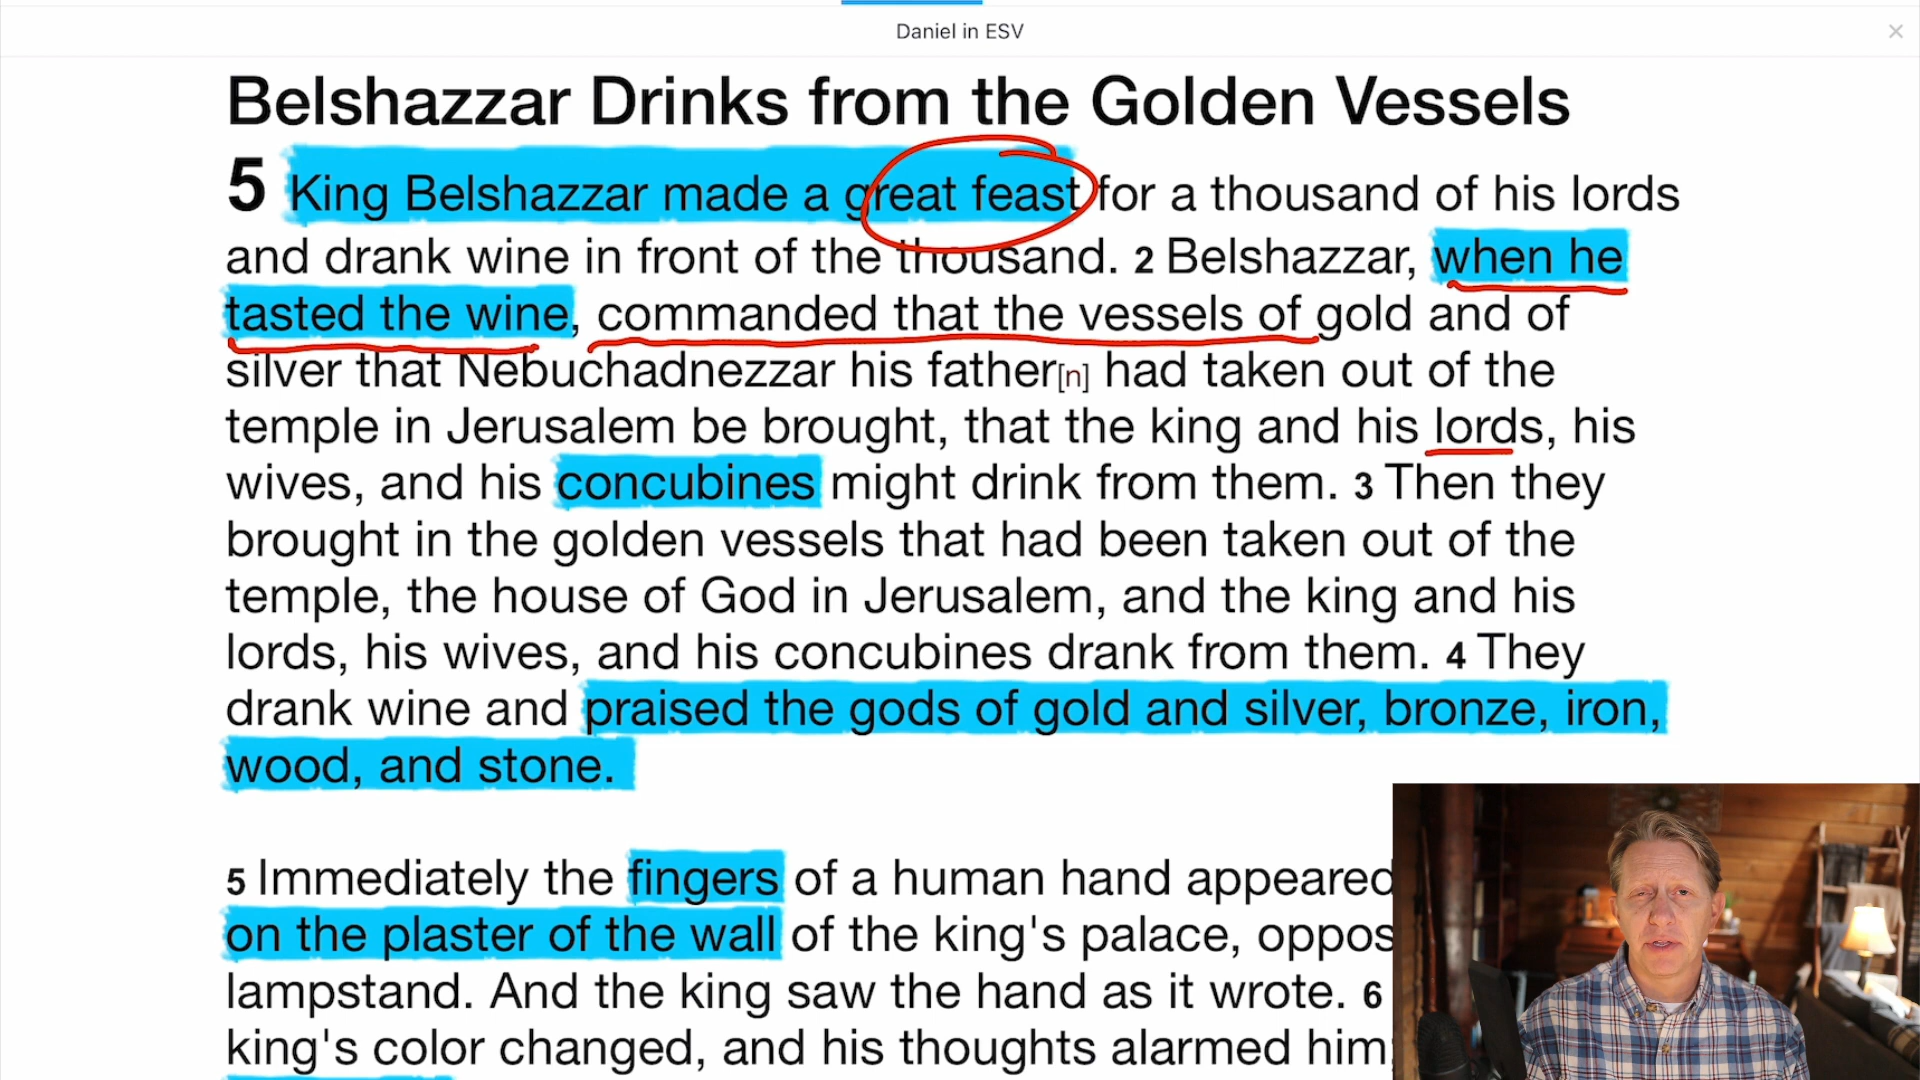 Daniel in ESV
Belshazzar Drinks from the Golden Vessels
5 King Belshazzar made a great feast for a thousand of his lords
and drank wine in front of the thousand. 2 Belshazzar, when he
tasted the wine, commanded that the vessels of gold and of
silver that Nebuchadnezzar his father[n] had taken out of the
temple in Jerusalem be brought, that the king and his lords, his
wives, and his concubines might drink from them. 3 Then they
brought in the golden vessels that had been taken out of the
temple, the house of God in Jerusalem, and the king and his
lords, his wives, and his concubines drank from them. 4 They
drank wine and praised the gods of gold and silver, bronze, iron,
wood, and stone.
5 Immediately the fingers of a human hand appeared
on the plaster of the wall of the king's palace, oppos
lampstand. And the king saw the hand as it wrote. 6
king's color changed, and his thoughts alarmed him